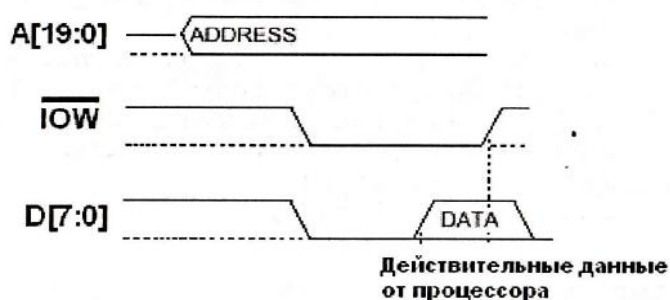 A[19:0]
ADDRESS
IOW
D[7:0]
DATA
Действительные данные
от процессора